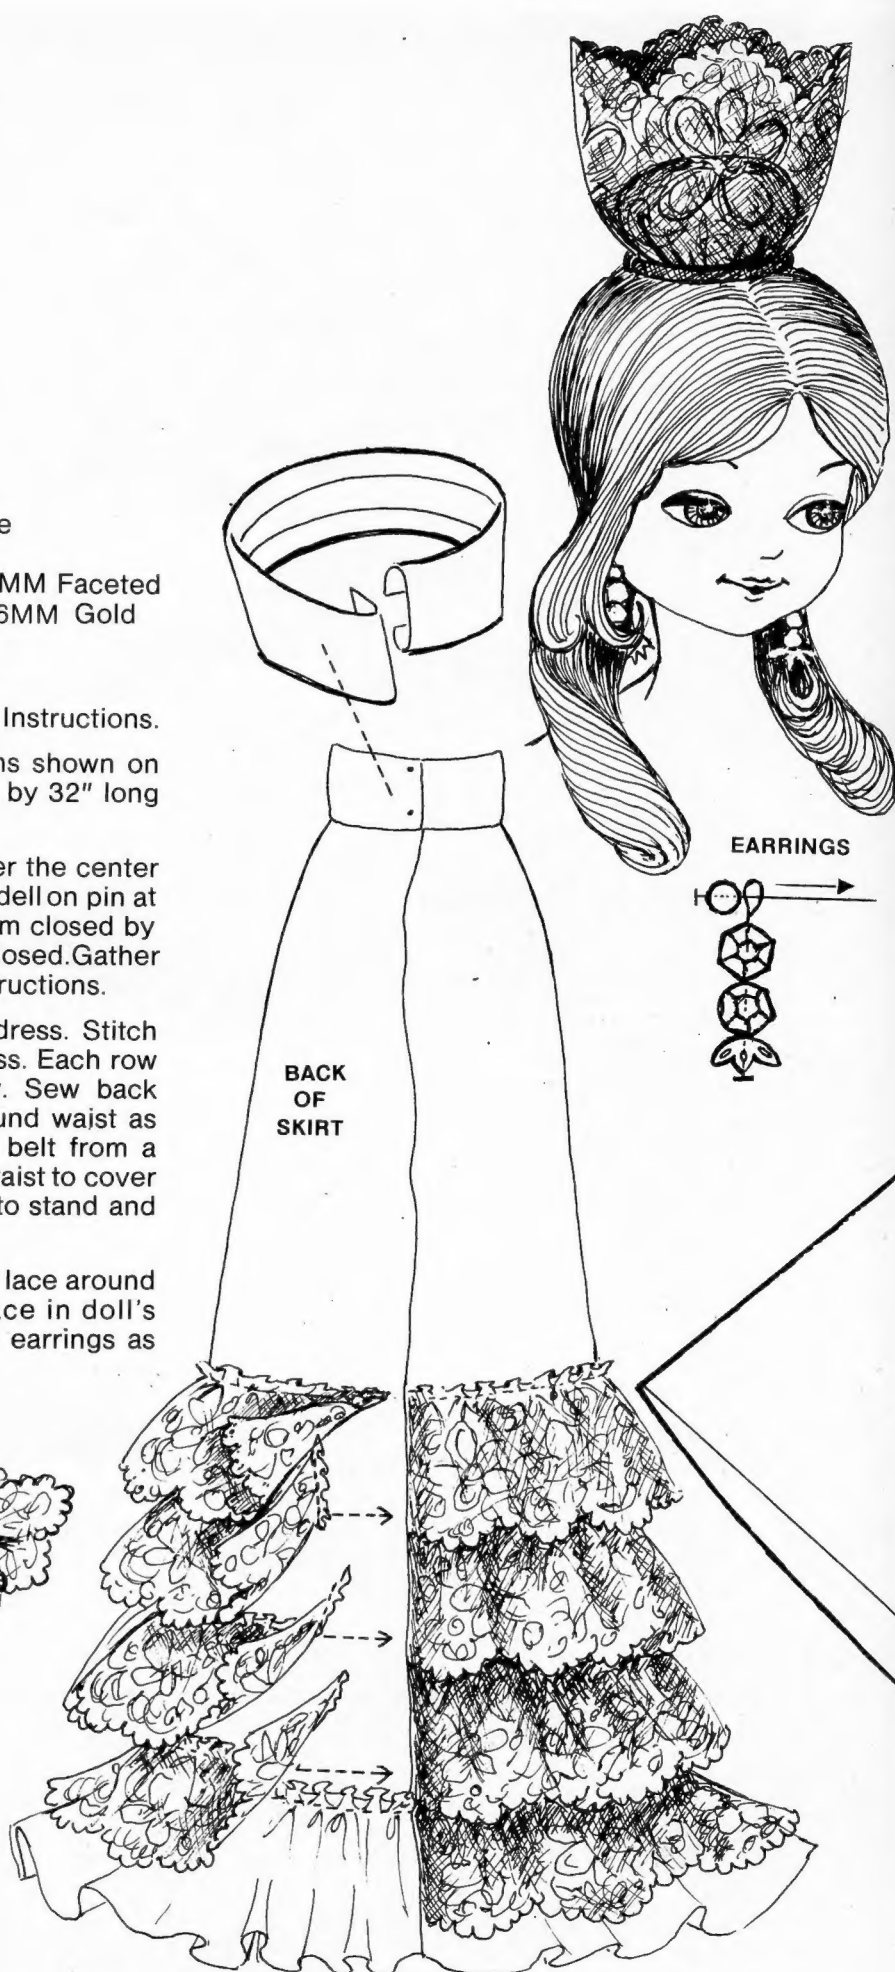 e
MM Faceted
6MM Gold
Instructions.
ns shown on
by 32" long
er the center
dell on pin at
m closed by
osed.Gather
ructions.
dress. Stitch
ss. Each row
. Sew back
und waist as
belt from a
aist to cover
to stand and
lace around
ce in doll's
earrings as
EARRINGS
BACK
OF
SKIRT